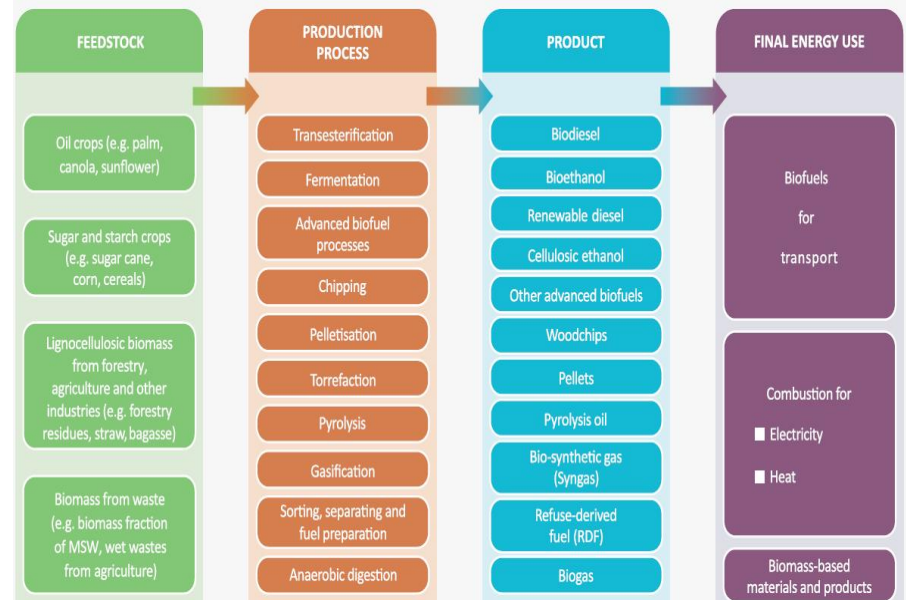 FEEDSTOCK
Oil crops (e.g. palm,
canola, sunflower)
Sugar and starch crops
(e.g. sugar cane,
corn, cereals)
Lignocellulosic biomass
from forestry,
agriculture and other
industries (e.g. forestry
residues, straw, bagasse)
Biomass from waste
(e.g. biomass fraction
of MSW, wet wastes
from agriculture)
PRODUCTION
PROCESS
Transesterification
Fermentation
Advanced biofuel
processes
Chipping
Pelletisation
Torrefaction
Pyrolysis
Gasification
Sorting, separating and
fuel preparation
Anaerobic digestion
PRODUCT
Biodiesel
Bioethanol
Renewable diesel
Cellulosic ethanol
Other advanced biofuels
Woodchips
Pellets
Pyrolysis oil
Bio-synthetic gas
(Syngas)
Refuse-derived
fuel (RDF)
Biogas
FINAL ENERGY USE
Biofuels
for
transport
Combustion for
Electricity
Heat
Biomass-based
materials and products